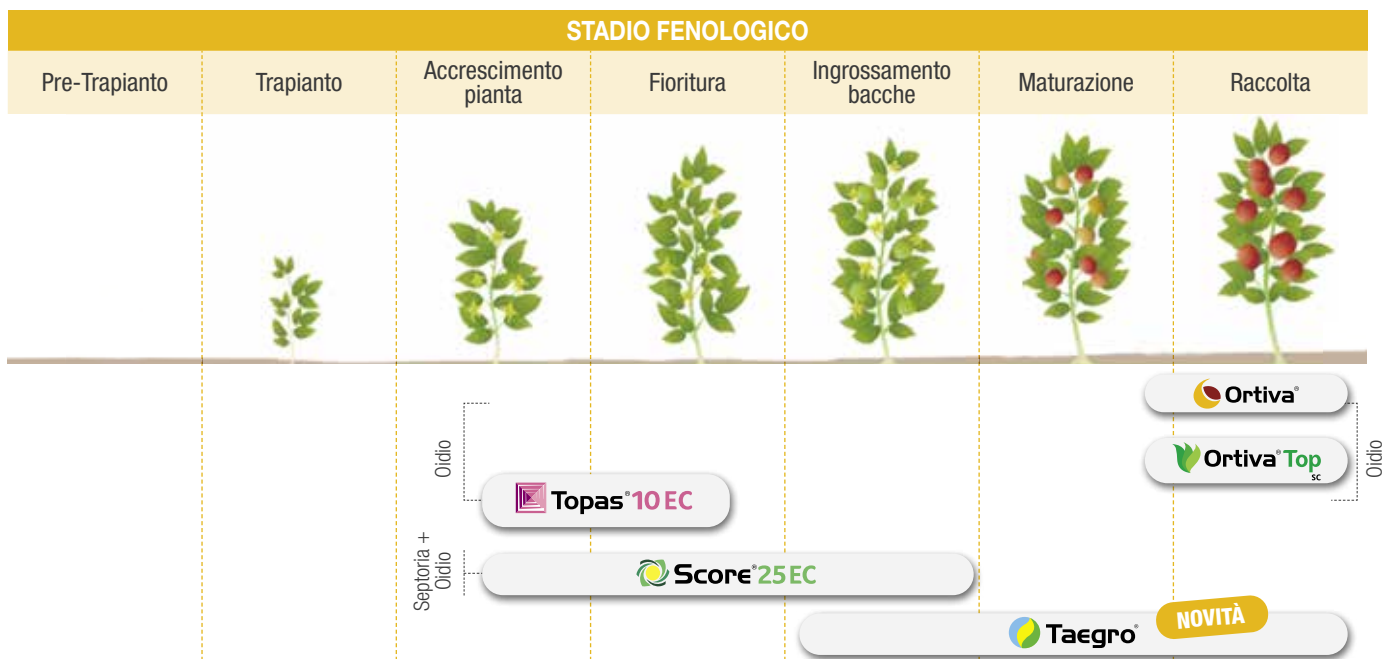 STADIO FENOLOGICO
Pre-Trapianto
Trapianto
Accrescimento
pianta
Fioritura
Ingrossamento
bacche
Maturazione
Raccolta
Ortiva®
Oidio
Ortiva® Top
SC
Oidio
Topas® 10 EC
Septoria +
Oidio
Score® 25 EC
NOVITÀ
Taegro®